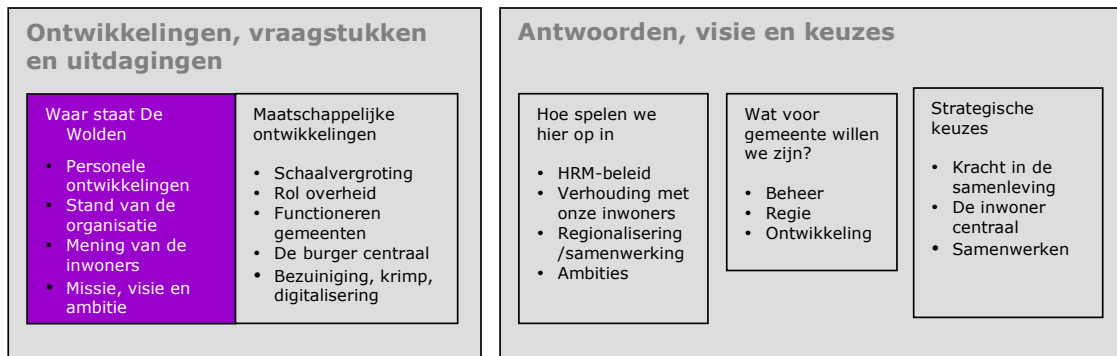 Ontwikkelingen, vraagstukken
en uitdagingen
Waar staat De
Wolden
• Personele
ontwikkelingen
• Stand van de
organisatie
• Mening van de
inwoners
• Missie, visie en
ambitie
Maatschappelijke
ontwikkelingen
• Schaalvergroting
• Rol overheid
• Functioneren
gemeenten
• De burger centraal
• Bezuiniging, krimp,
digitalisering
Antwoorden, visie en keuzes
Hoe spelen we
hier op in
• HRM-beleid
• Verhouding met
onze inwoners
• Regionalisering
/samenwerking
• Ambities
Wat voor
gemeente willen
we zijn?
• Beheer
• Regie
• Ontwikkeling
Strategische
keuzes
• Kracht in de
samenleving
• De inwoner
centraal
• Samenwerken